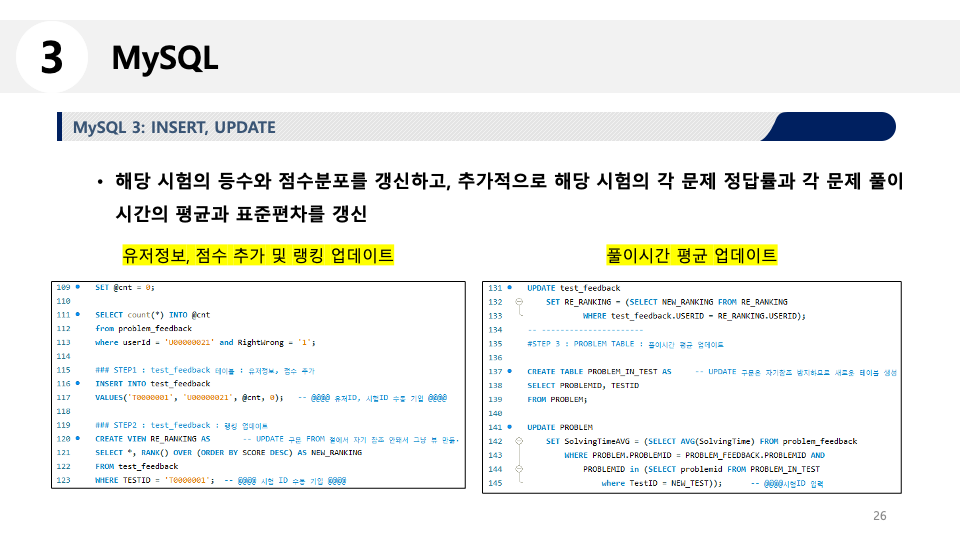 3
MySQL
MySQL 3: INSERT, UPDATE
• 해당 시험의 등수와 점수분포를 갱신하고, 추가적으로 해당 시험의 각 문제 정답률과 각 문제 풀이
시간의 평균과 표준편차를 갱신
유저정보, 점수 추가 및 랭킹 업데이트
109 SET @cnt = 0;
110
111 SELECT count(*) INTO @cnt
112 from problem_feedback
113 where userId = 'U00000021' and RightWrong = '1';
114
115 ### STEP1 : test_feedback 테이블 : 유저정보, 점수 추가
116 INSERT INTO test_feedback
117 VALUES('T0000001', 'U00000021', @cnt, 0); -- @@@@ 유저ID, 시험ID 수동 기입 @@@@
118
119 ### STEP2 : test_feedback : 랭킹 업데이트
120 CREATE VIEW RE_RANKING AS -- UPDATE 구문 FROM 절에서 자기 참조 안돼서 그냥 뷰 만듦.
121 SELECT *, RANK() OVER (ORDER BY SCORE DESC) AS NEW_RANKING
122 FROM test_feedback
123 WHERE TESTID = 'T0000001'; -- @@@@ 시험 ID 수동 기입 @@@@
풀이시간 평균 업데이트
131 UPDATE test_feedback
132 SET RE_RANKING = (SELECT NEW_RANKING FROM RE_RANKING
133 WHERE test_feedback.USERID = RE_RANKING.USERID);
134 -- ----------------------
135 #STEP 3 : PROBLEM TABLE : 풀이시간 평균 업데이트
136
137 CREATE TABLE PROBLEM_IN_TEST AS -- UPDATE 구문은 자기참조 방지하므로 새로운 테이블 생성
138 SELECT PROBLEMID, TESTID
139 FROM PROBLEM;
140
141 UPDATE PROBLEM
142 SET SolvingTimeAVG = (SELECT AVG(SolvingTime) FROM problem_feedback
143 WHERE PROBLEM.PROBLEMID = PROBLEM_FEEDBACK.PROBLEMID AND
144 PROBLEMID in (SELECT problemid FROM PROBLEM_IN_TEST
145 where TestID = NEW_TEST)); -- @@@@시험ID 입력
26